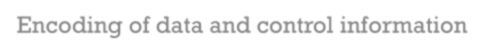 Encoding of data and control information